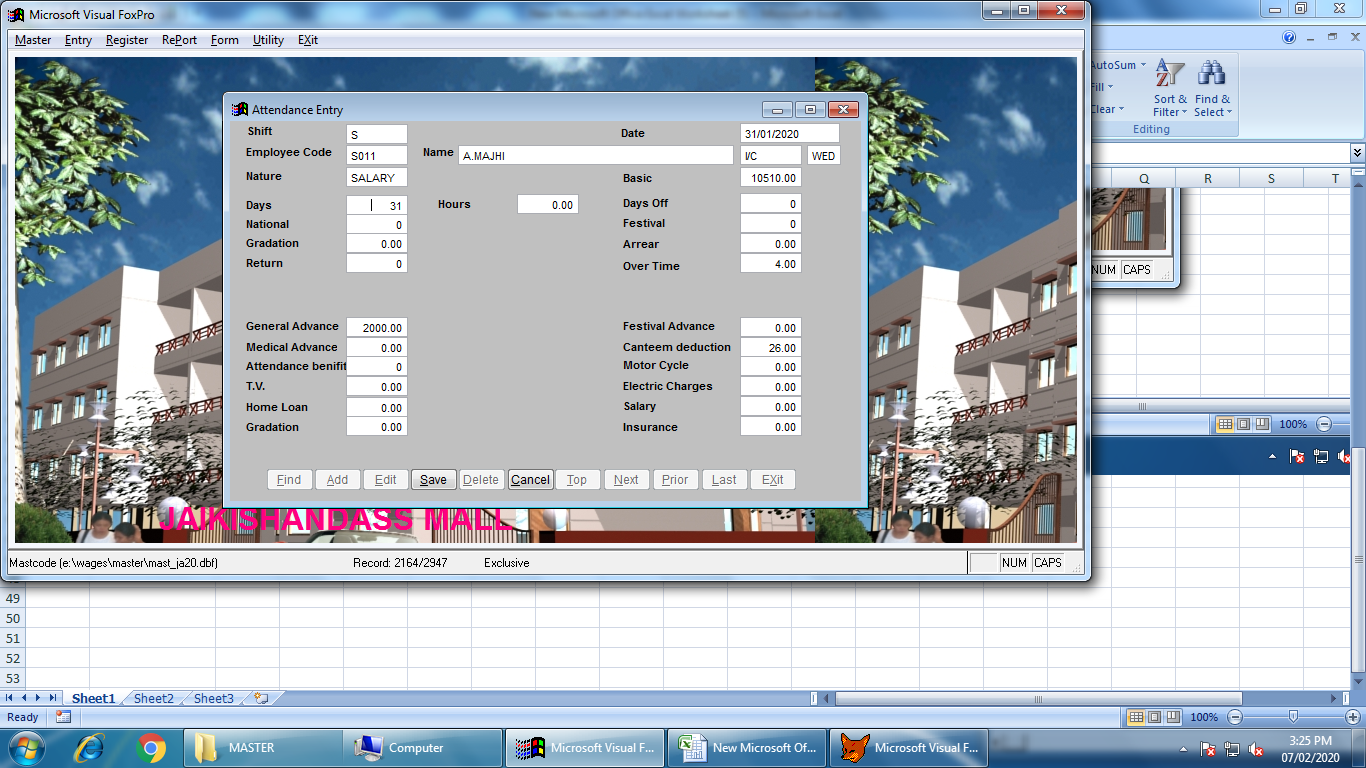 Microsoft Visual FoxPro
Master Entry Register RePort Form Utility EXit
AutoSum
Fill
Clear
Sort & Filter
Find & Select
Editing
Attendance Entry
Shift S Date 31/01/2020
Employee Code S011 Name A.MAJHI I/C WED
Nature SALARY Basic 10510.00
Days 31 Hours 0.00 Days Off 0
National 0 Festival 0
Gradation 0.00 Arrear 0.00
Return 0 Over Time 4.00
General Advance 2000.00 Festival Advance 0.00
Medical Advance 0.00 Canteem deduction 26.00
Attendance benifit 0 Motor Cycle 0.00
T.V. 0.00 Electric Charges 0.00
Home Loan 0.00 Salary 0.00
Gradation 0.00 Insurance 0.00
Find Add Edit Save Delete Cancel Top Next Prior Last EXit
JAIKISHANDASS MALL
Mastcode (e:\wages\master\mast_ja20.dbf) Record: 2164/2947 Exclusive NUM CAPS
Q R S T
NUM CAPS
100%
49
50
51
52
53
Sheet1 Sheet2 Sheet3
Ready 100%
MASTER Computer Microsoft Visual F... New Microsoft Of... Microsoft Visual F... 3:25 PM
07/02/2020